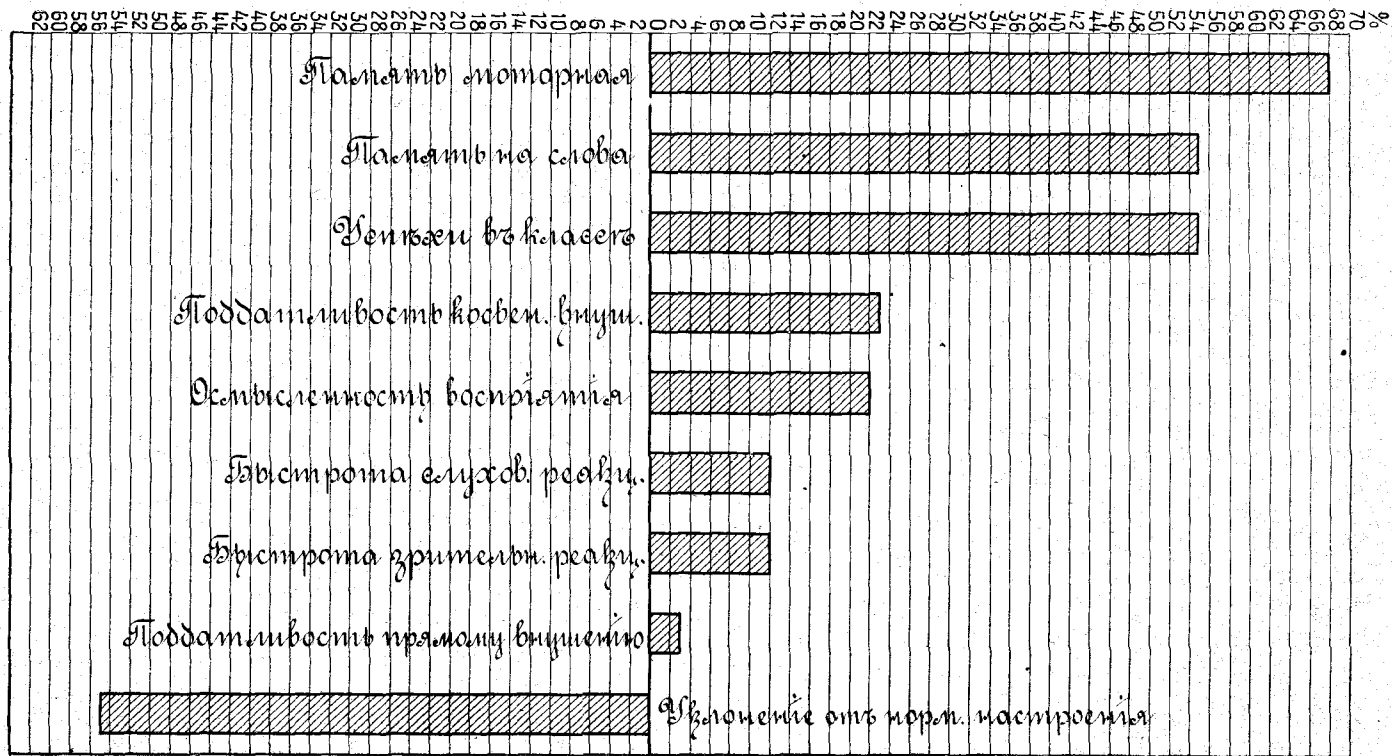 62 60 58 56 54 52 50 48 46 44 42 40 38 36 34 32 30 28 26 24 22 20 18 16 14 12 10 8 6 4 2 0 2 4 6 8 10 12 14 16 18 20 22 24 26 28 30 32 34 36 38 40 42 44 46 48 50 52 54 56 58 60 62 64 66 68 70 %
Память моторная
Память на слова
Успѣхи въ классѣ
Поддатливость косвен. внуш.
Осмысленность воспріятія
Быстрота слухов. реакц.
Быстрота зрительн. реакц.
Поддатливость прямому внушенію
Уклоненіе отъ норм. настроенія